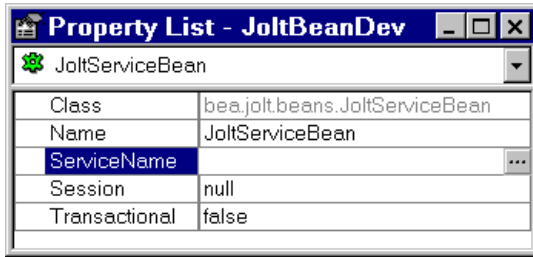 Property List - JoltBeanDev
JoltServiceBean
Class bea.jolt.beans.JoltServiceBean
Name JoltServiceBean
ServiceName ...
Session null
Transactional false